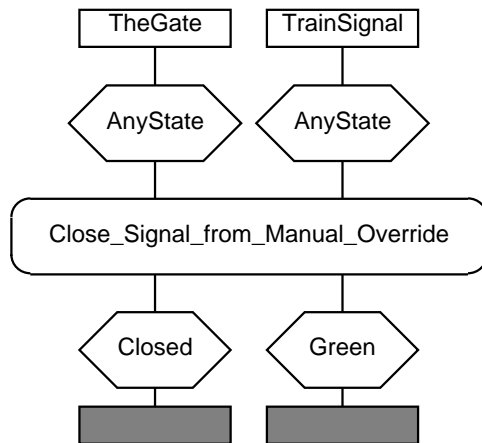 TheGate TrainSignal
AnyState AnyState
Close_Signal_from_Manual_Override
Closed Green